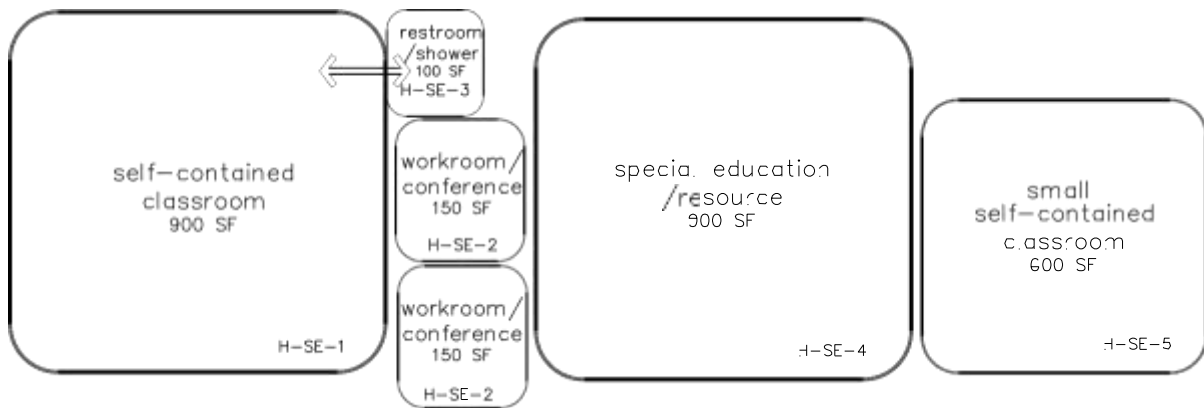 self-contained
classroom
900 SF
H-SE-1
restroom
/shower
100 SF
H-SE-3
workroom/
conference
150 SF
H-SE-2
workroom/
conference
150 SF
H-SE-2
special education
/resource
900 SF
H-SE-4
small
self-contained
classroom
600 SF
H-SE-5